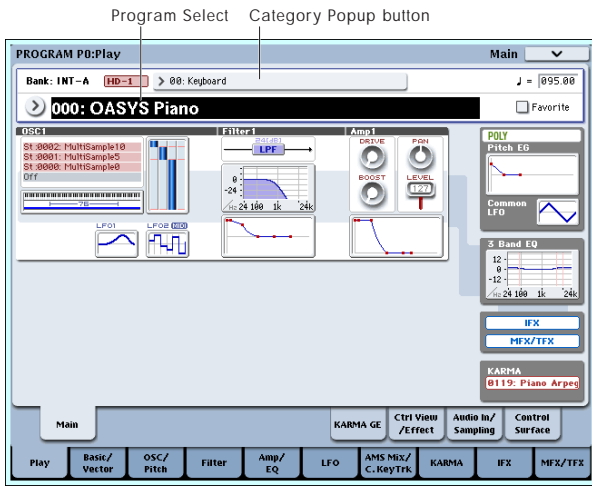 Program Select Category Popup button
PROGRAM P0:Play Main
Bank: INT-A HD-1 00: Keyboard ♩= 095.00
000: OASYS Piano Favorite
OSC1 Filter1 Amp1
St:0002: MultiSample10
St:0001: MultiSample5
St:0000: MultiSample0
Off
76
LFO1 LFO2 MIDI
24(dB)
LPF
0
-24
Hz 24 100 1k 24k
DRIVE PAN
BOOST LEVEL
127
POLY
Pitch EG
Common
LFO
3 Band EQ
12
0
-12
Hz 24 100 1k 24k
IFX
MFX/TFX
KARMA
0119: Piano Arpeg
Main KARMA GE Ctrl View
/Effect Audio In/
Sampling Control
Surface
Play Basic/
Vector OSC/
Pitch Filter Amp/
EQ LFO AMS Mix/
C.KeyTrk KARMA IFX MFX/TFX